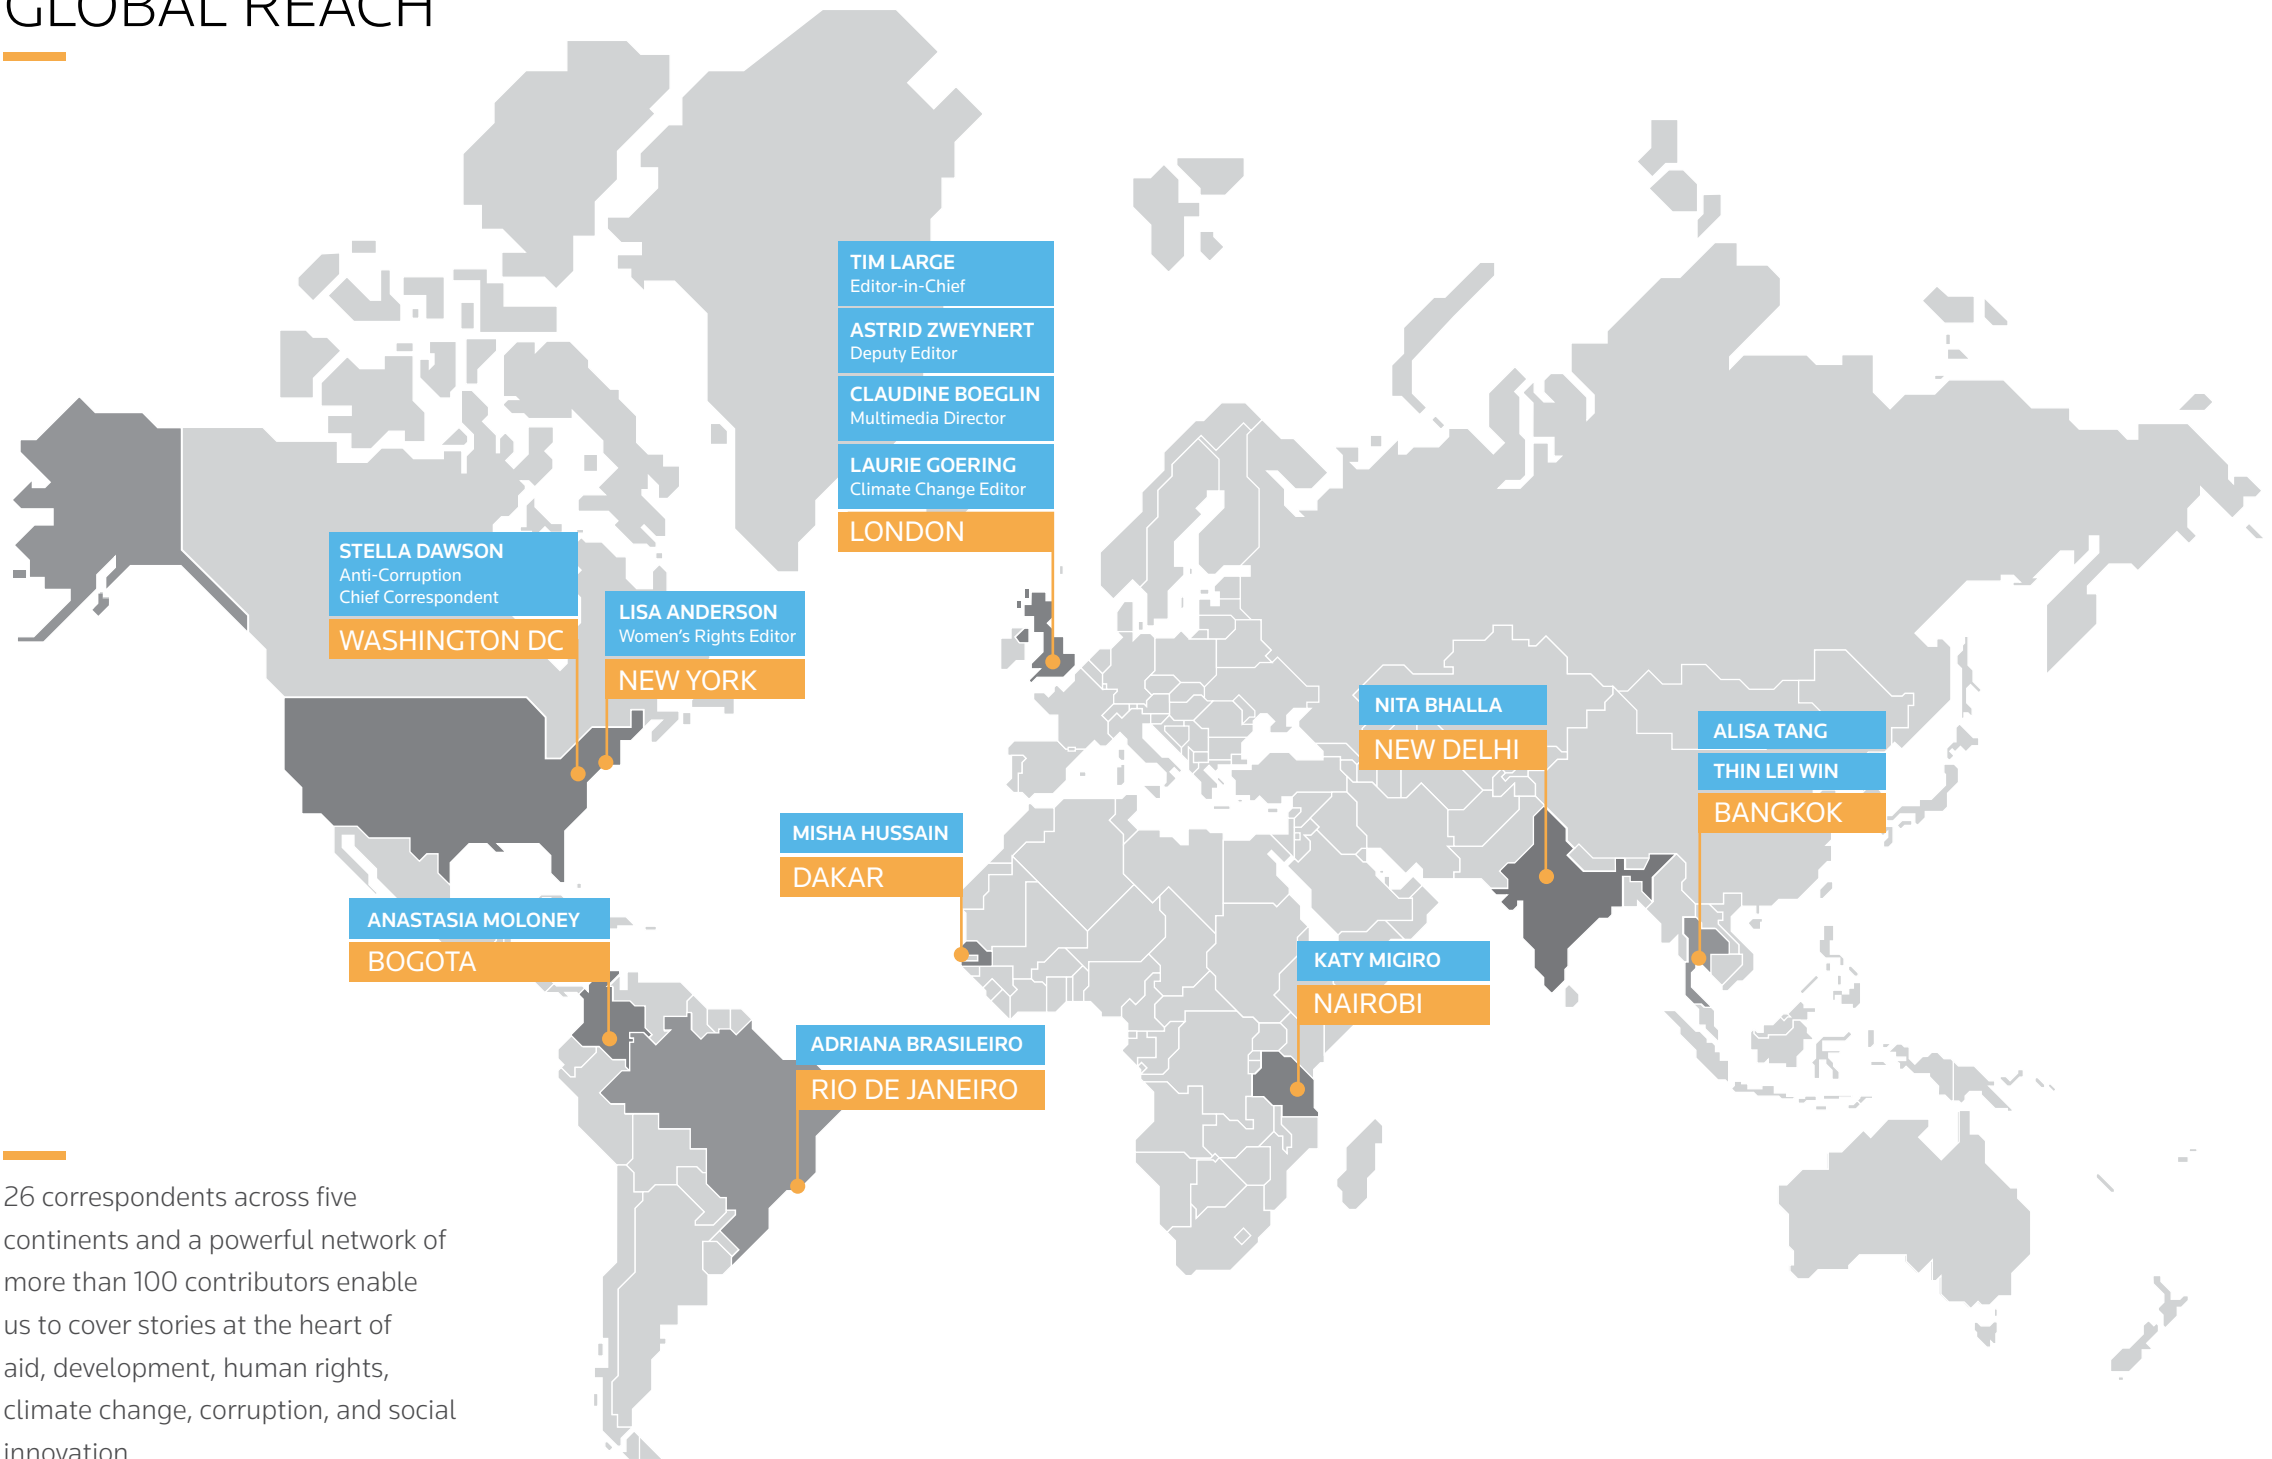 GLOBAL REACH
TIM LARGE
Editor-in-Chief
ASTRID ZWEYNERT
Deputy Editor
CLAUDINE BOEGLIN
Multimedia Director
LAURIE GOERING
Climate Change Editor
LONDON
STELLA DAWSON
Anti-Corruption
Chief Correspondent
WASHINGTON DC
LISA ANDERSON
Women's Rights Editor
NEW YORK
NITA BHALLA
NEW DELHI
ALISA TANG
THIN LEI WIN
BANGKOK
MISHA HUSSAIN
DAKAR
ANASTASIA MOLONEY
BOGOTA
KATY MIGIRO
NAIROBI
ADRIANA BRASILEIRO
RIO DE JANEIRO
26 correspondents across five
continents and a powerful network of
more than 100 contributors enable
us to cover stories at the heart of
aid, development, human rights,
climate change, corruption, and social
innovation